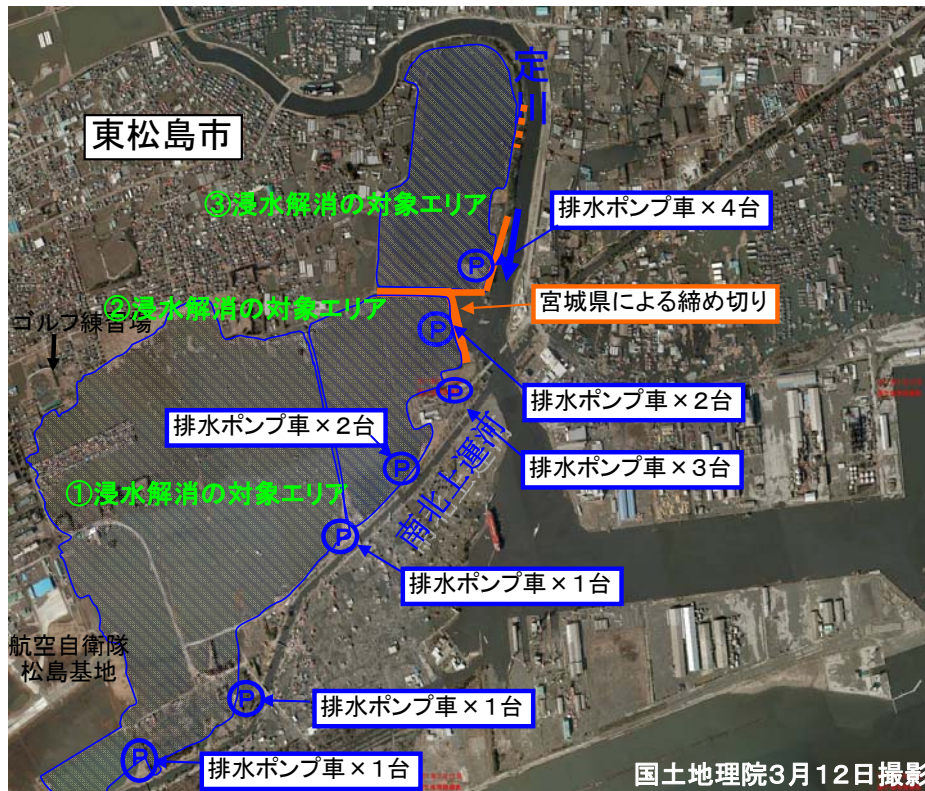 定川
東松島市
③浸水解消の対象エリア
排水ポンプ車×4台
②浸水解消の対象エリア
宮城県による締め切り
ゴルフ練習場
P
P
P
排水ポンプ車×2台
排水ポンプ車×2台
排水ポンプ車×3台
P
①浸水解消の対象エリア
南北上運河
P
排水ポンプ車×1台
航空自衛隊
松島基地
P
排水ポンプ車×1台
P
排水ポンプ車×1台
国土地理院3月12日撮影